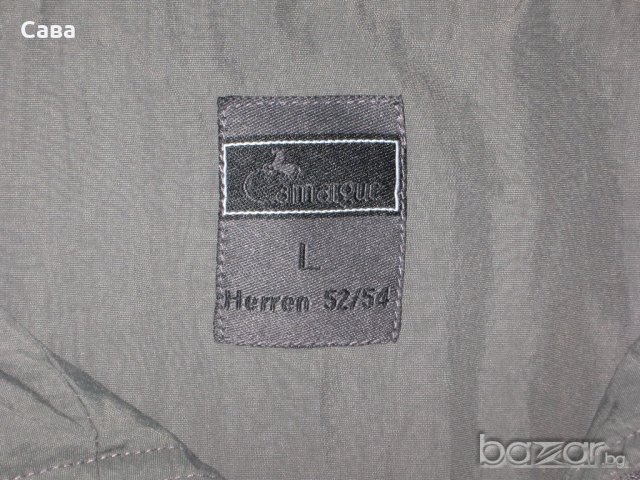 Сава
Camargue
L
Herren 52/54
bazar.bg